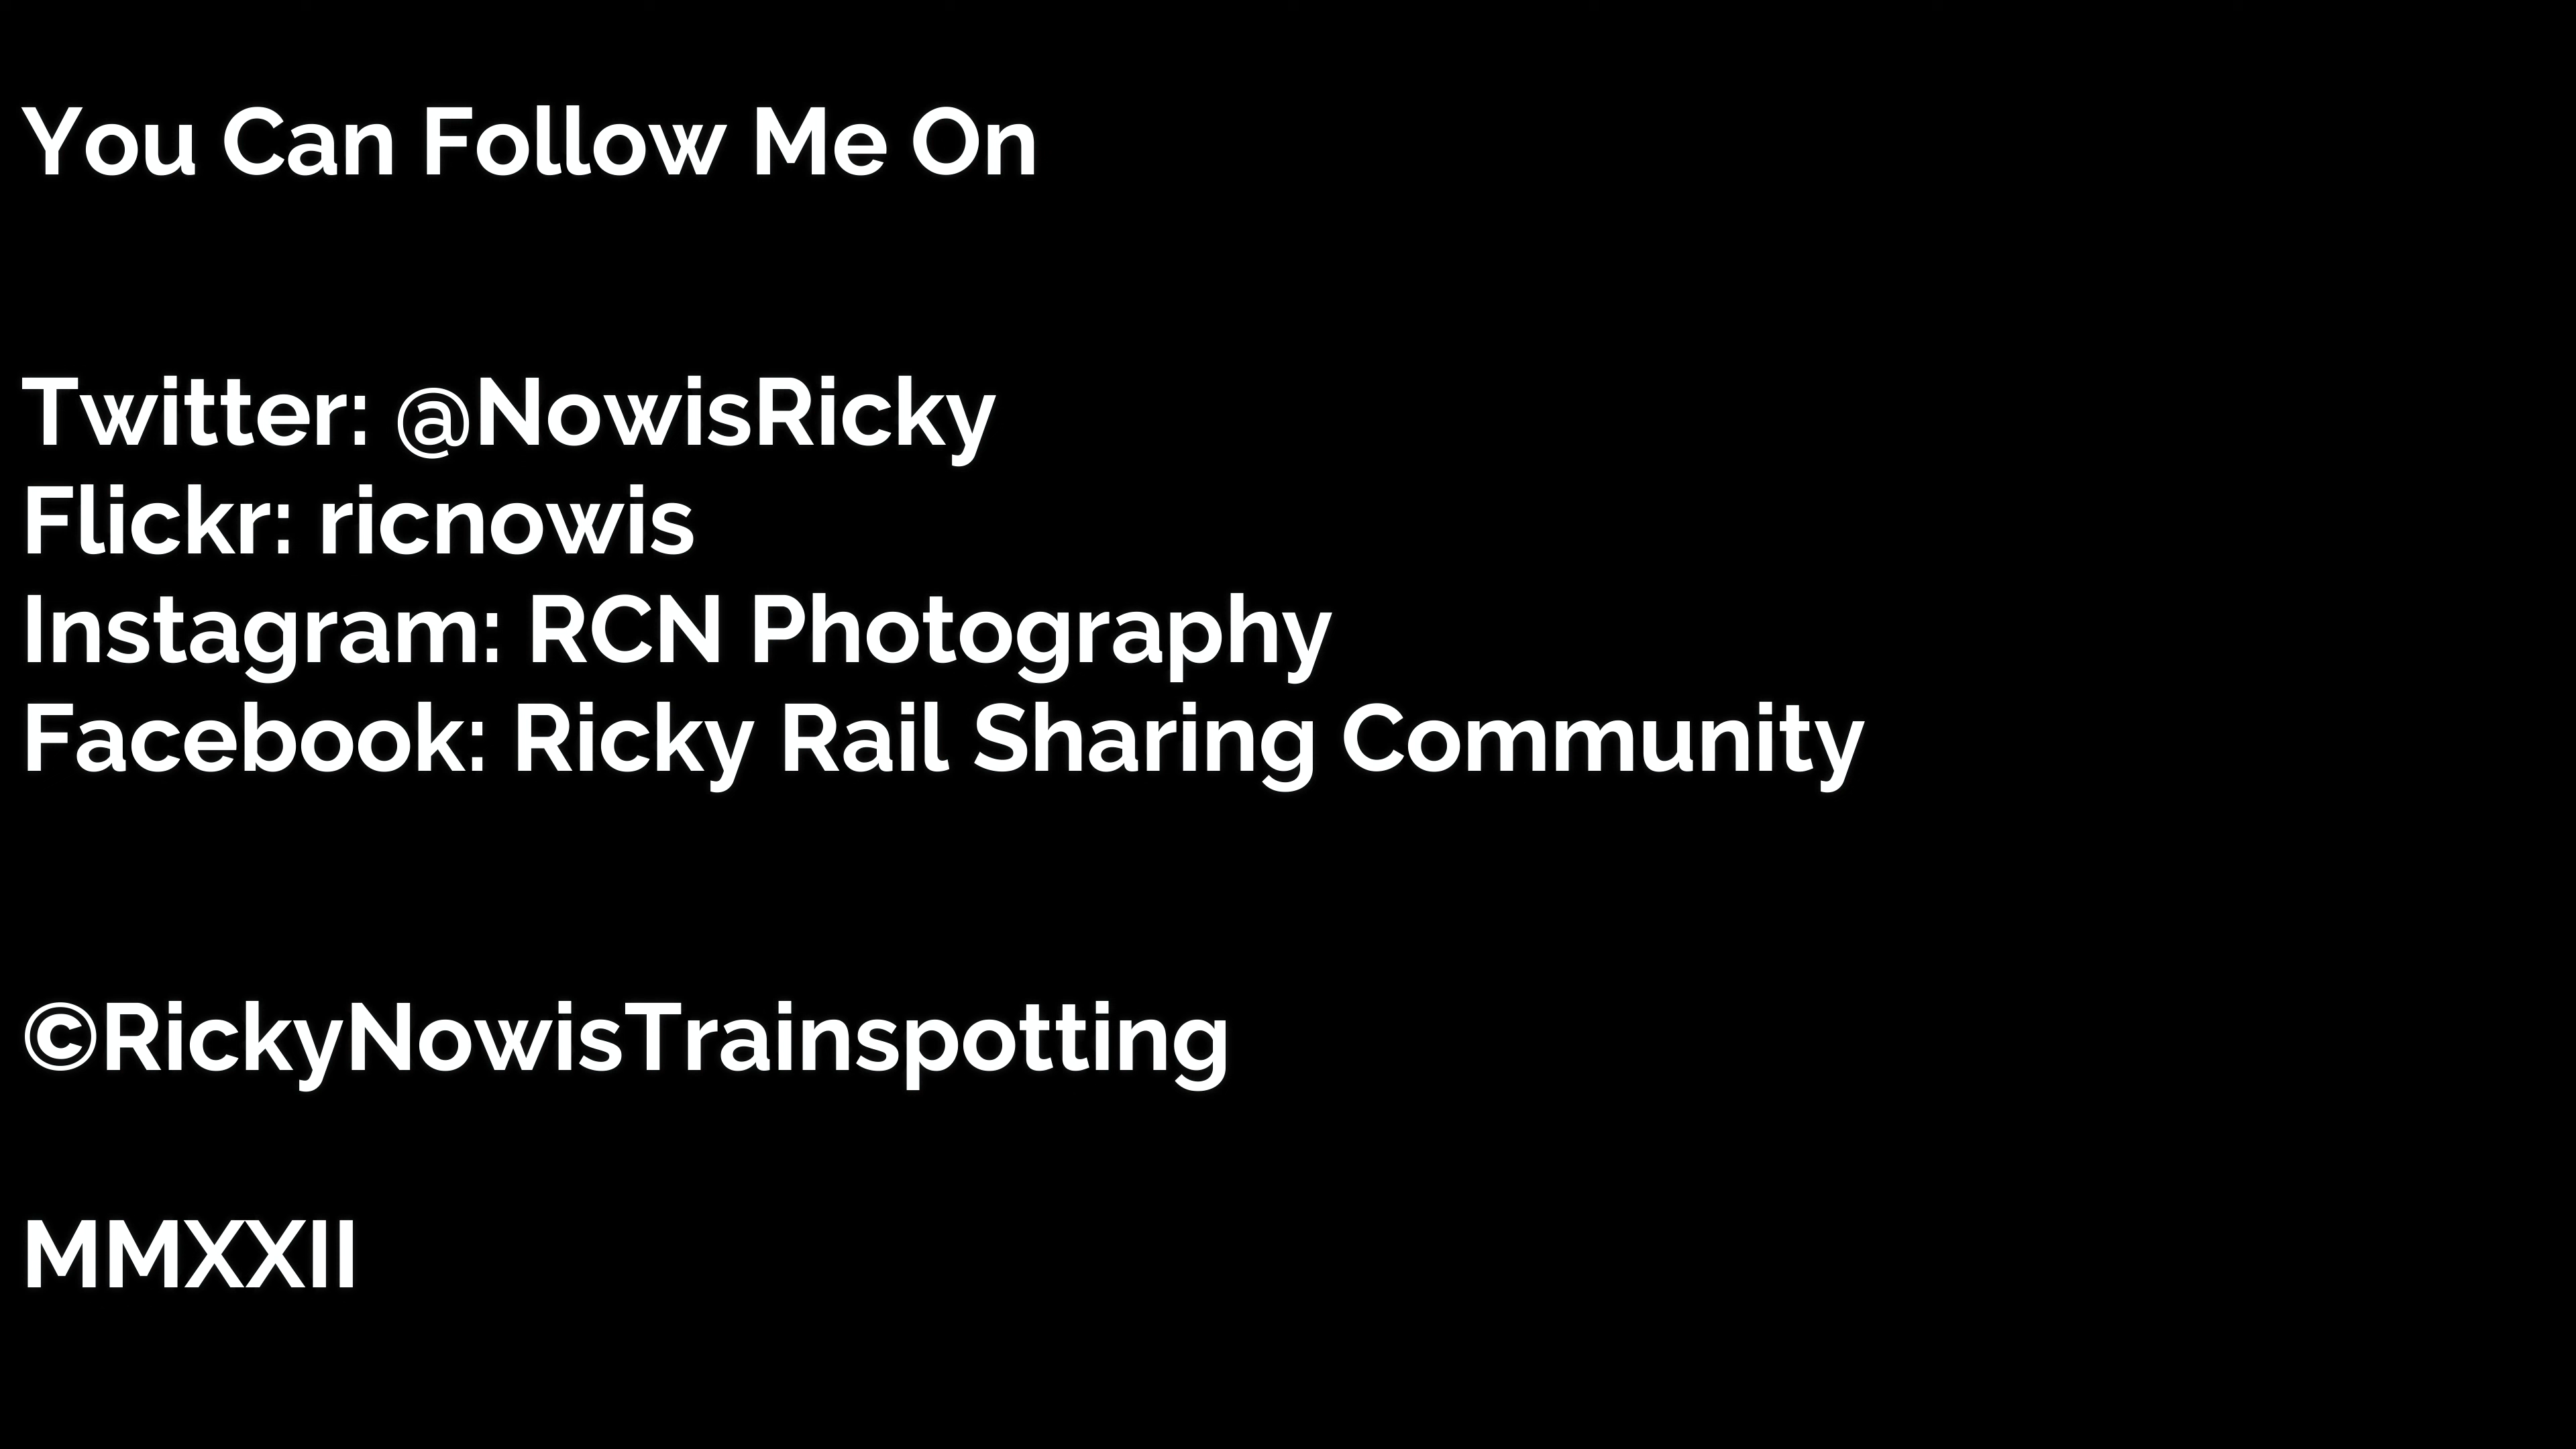 You Can Follow Me On
Twitter: @NowisRicky
Flickr: ricnowis
Instagram: RCN Photography
Facebook: Ricky Rail Sharing Community
©RickyNowisTrainspotting
MMXXII